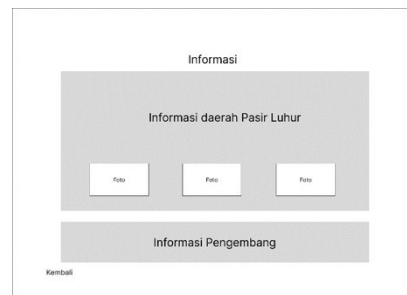 Informasi
Informasi daerah Pasir Luhur
Foto Foto Foto
Informasi Pengembang
Kembali